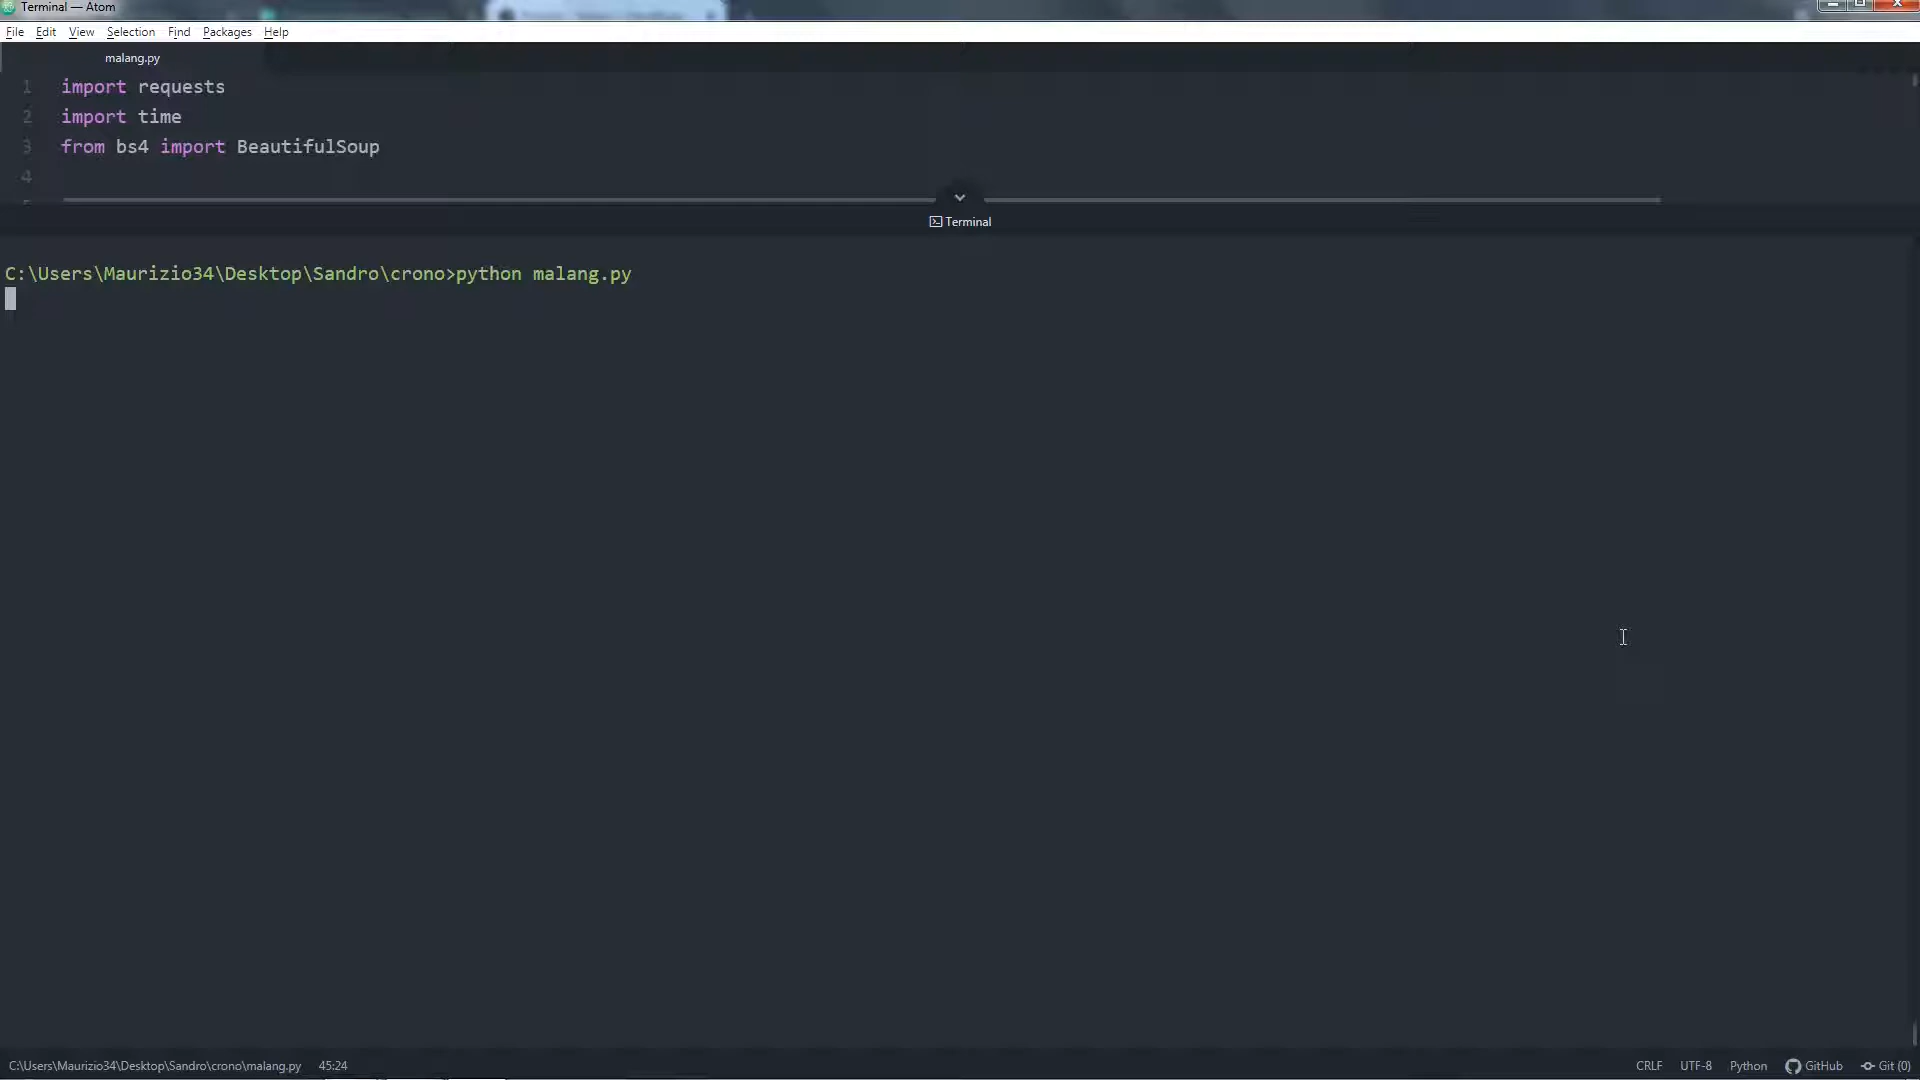 Terminal — Atom
File Edit View Selection Find Packages Help
malang.py
1 import requests
2 import time
3 from bs4 import BeautifulSoup
4
Terminal
C:\Users\Maurizio34\Desktop\Sandro\crono>python malang.py
C:\Users\Maurizio34\Desktop\Sandro\crono\malang.py 45:24 CRLF UTF-8 Python GitHub Git (0)